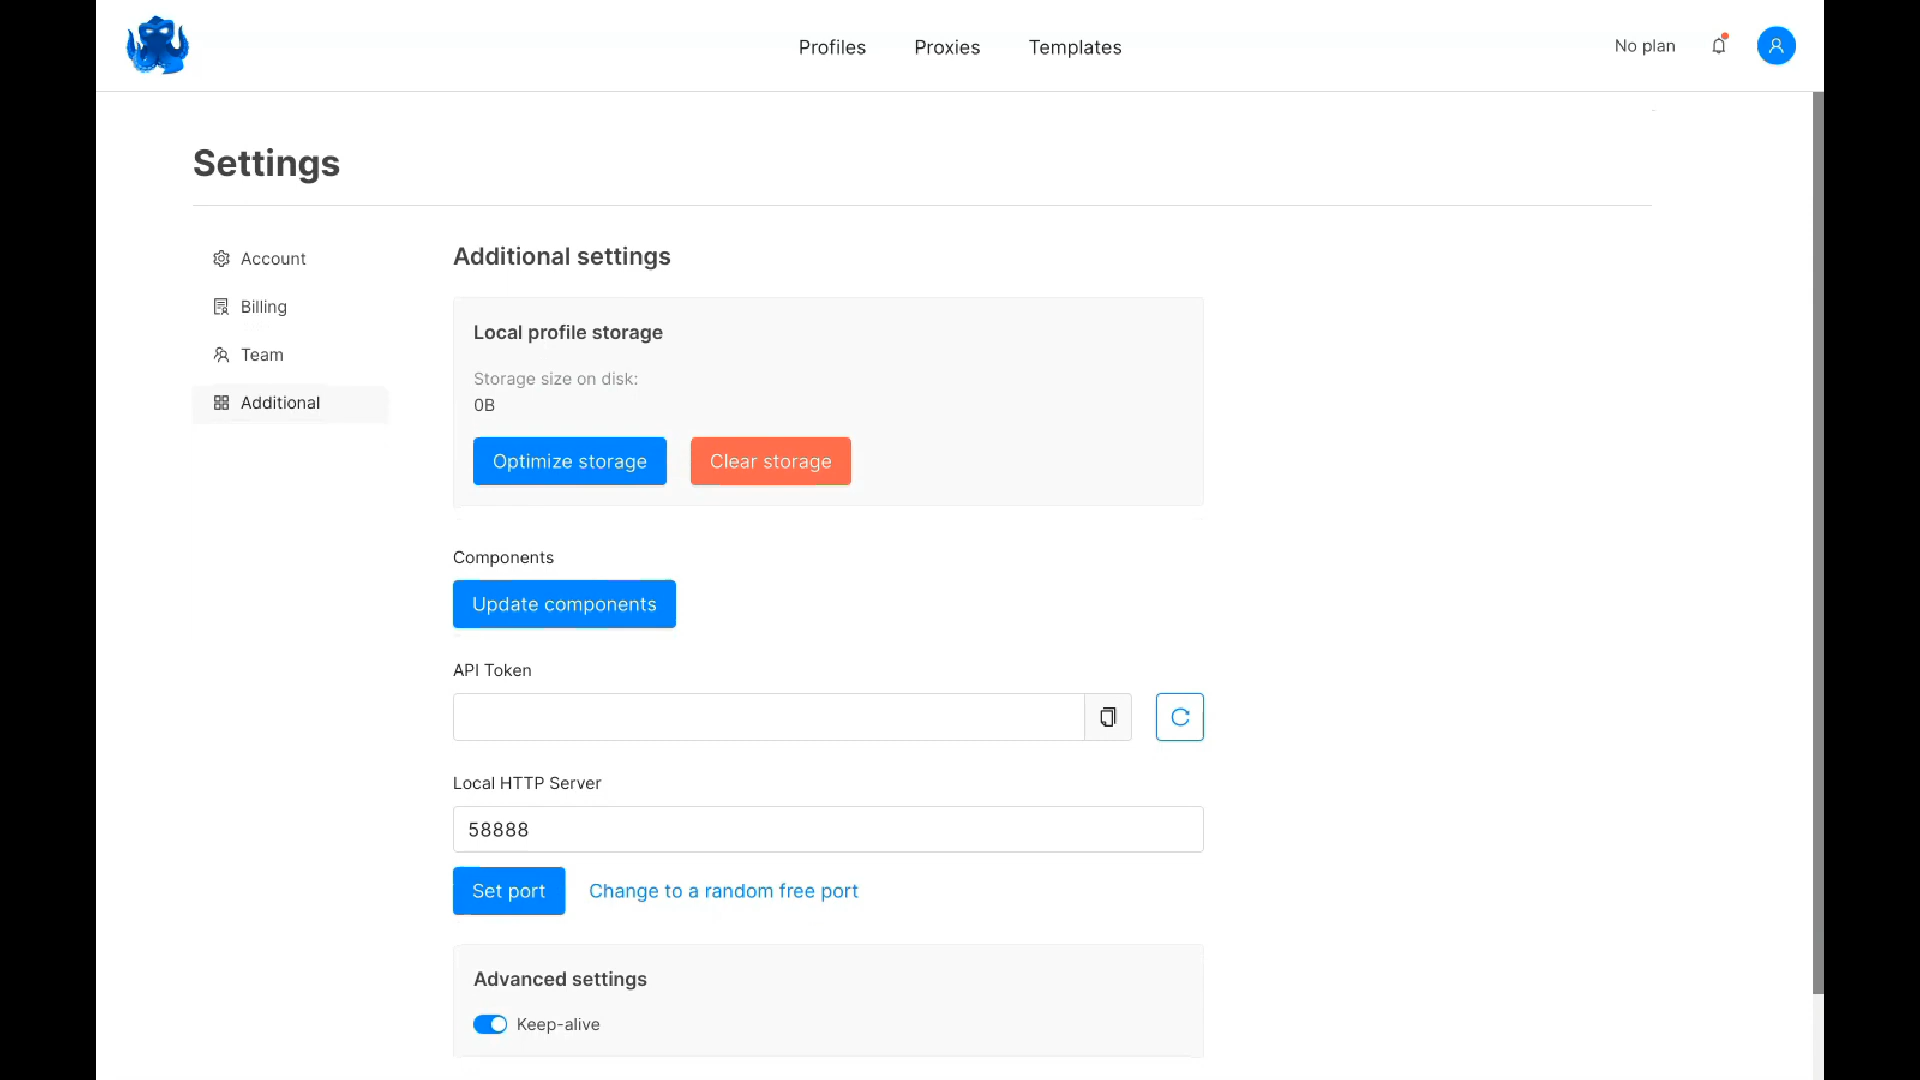 Profiles
Proxies
Templates
No plan
Settings
Account
Billing
Team
Additional
Additional settings
Local profile storage
Storage size on disk:
0B
Optimize storage
Clear storage
Components
Update components
API Token
Local HTTP Server
58888
Set port
Change to a random free port
Advanced settings
Keep-alive